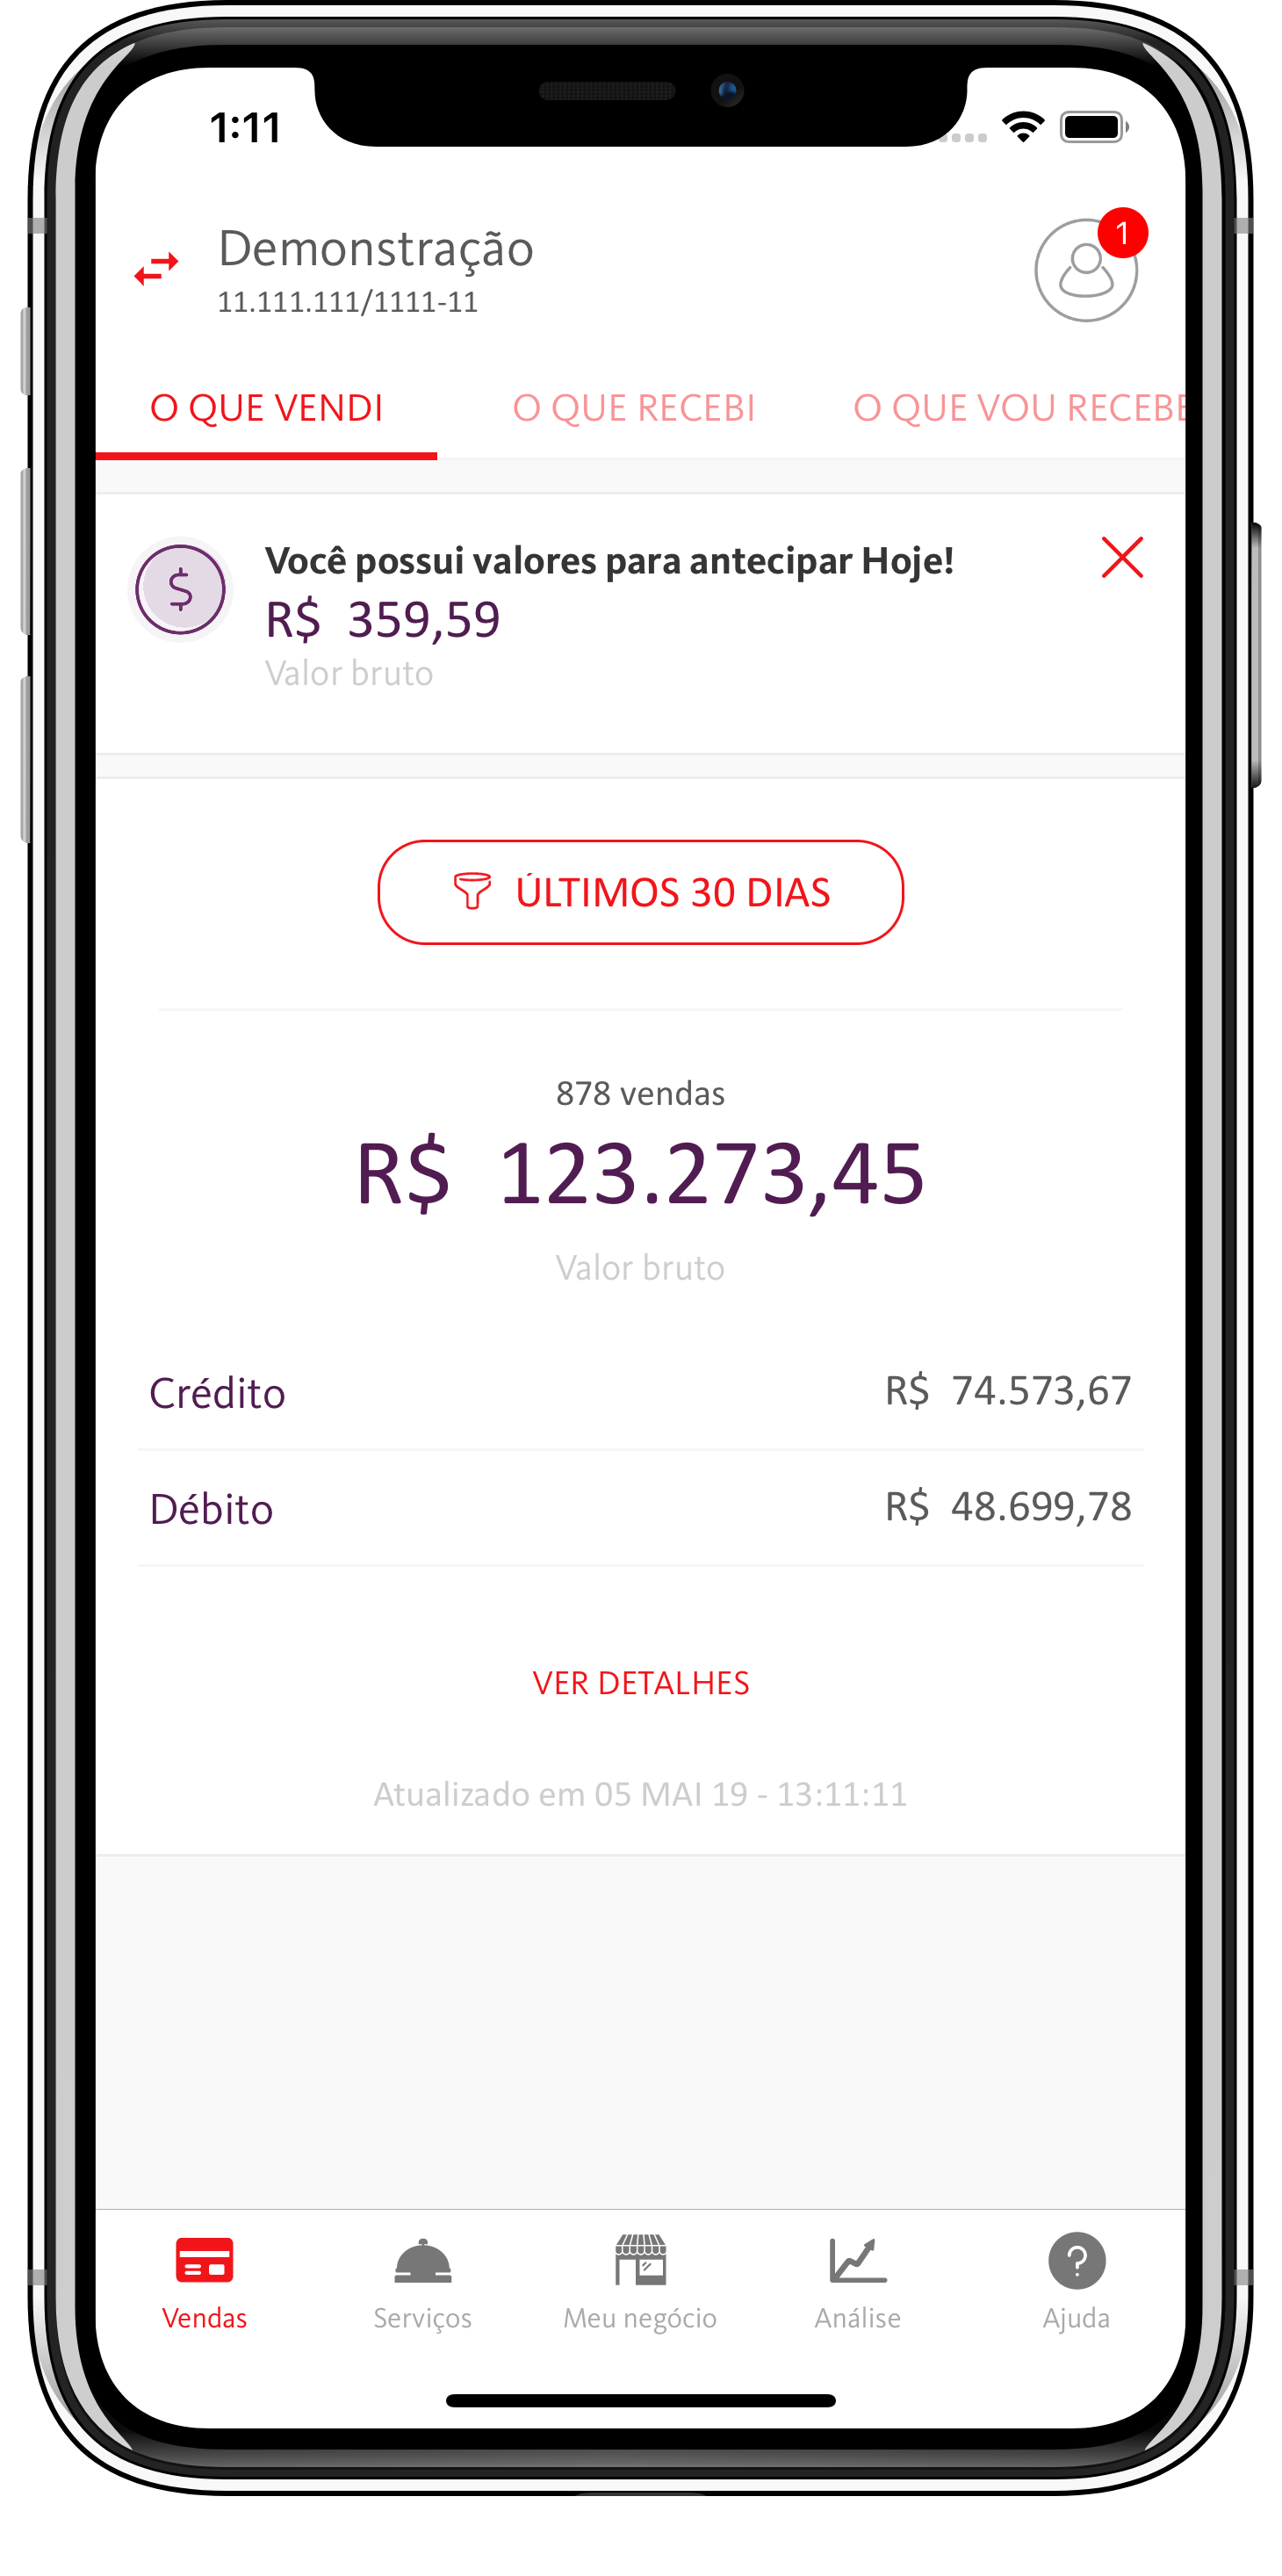 1:11
Demonstração
11.111.111/1111-11
1
O QUE VENDI O QUE RECEBI O QUE VOU RECEBE
Você possui valores para antecipar Hoje!
$
R$ 359,59
Valor bruto
ÚLTIMOS 30 DIAS
878 vendas
R$ 123.273,45
Valor bruto
Crédito R$ 74.573,67
Débito R$ 48.699,78
VER DETALHES
Atualizado em 05 MAI 19 - 13:11:11
?
Vendas Serviços Meu negócio Análise Ajuda